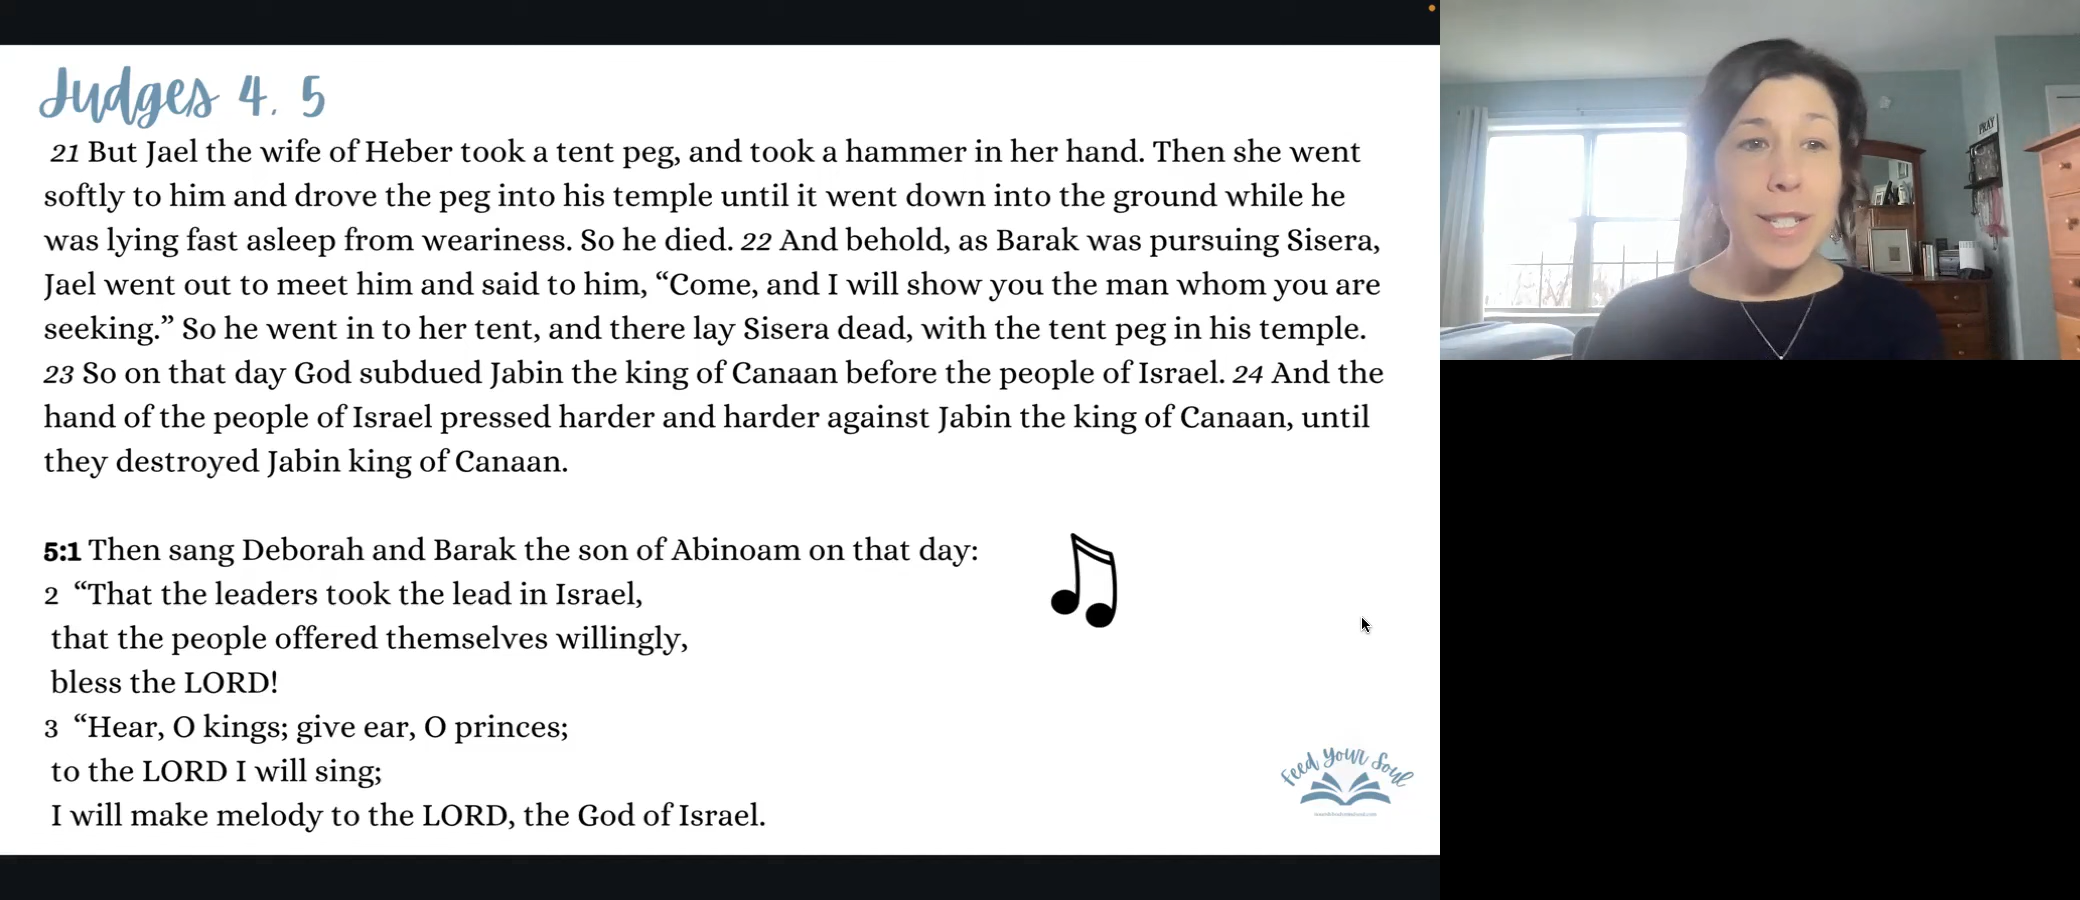 Judges 4, 5
21 But Jael the wife of Heber took a tent peg, and took a hammer in her hand. Then she went
softly to him and drove the peg into his temple until it went down into the ground while he
was lying fast asleep from weariness. So he died. 22 And behold, as Barak was pursuing Sisera,
Jael went out to meet him and said to him, “Come, and I will show you the man whom you are
seeking.” So he went in to her tent, and there lay Sisera dead, with the tent peg in his temple.
23 So on that day God subdued Jabin the king of Canaan before the people of Israel. 24 And the
hand of the people of Israel pressed harder and harder against Jabin the king of Canaan, until
they destroyed Jabin king of Canaan.
5:1 Then sang Deborah and Barak the son of Abinoam on that day:
2 “That the leaders took the lead in Israel,
that the people offered themselves willingly,
bless the LORD!
3 “Hear, O kings; give ear, O princes;
to the LORD I will sing;
I will make melody to the LORD, the God of Israel.
Feed Your Soul
PRAY